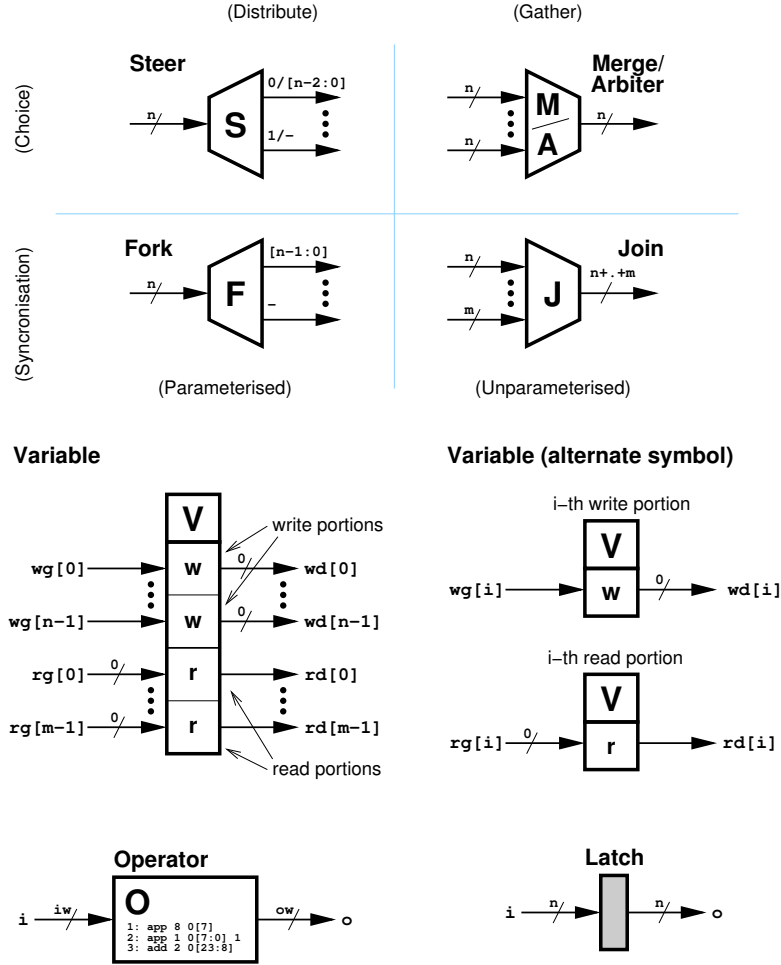 (Distribute) (Gather)
(Choice)
Steer
n
S
0/[n-2:0]
1/-
Merge/
Arbiter
n
n
M
A
n
(Syncronisation)
Fork
n
F
[n-1:0]
-
Join
n
m
J
n+.+m
(Parameterised) (Unparameterised)
Variable
V
write portions
wg[0] w 0 wd[0]
wg[n-1] w 0 wd[n-1]
rg[0] 0 r rd[0]
rg[m-1] 0 r rd[m-1]
read portions
Variable (alternate symbol)
i-th write portion
V
wg[i] w 0 wd[i]
i-th read portion
V
rg[i] 0 r rd[i]
Operator
i iw O ow o
1: app 8 0[7]
2: app 1 0[7:0] 1
3: add 2 0[23:8]
Latch
i n n o